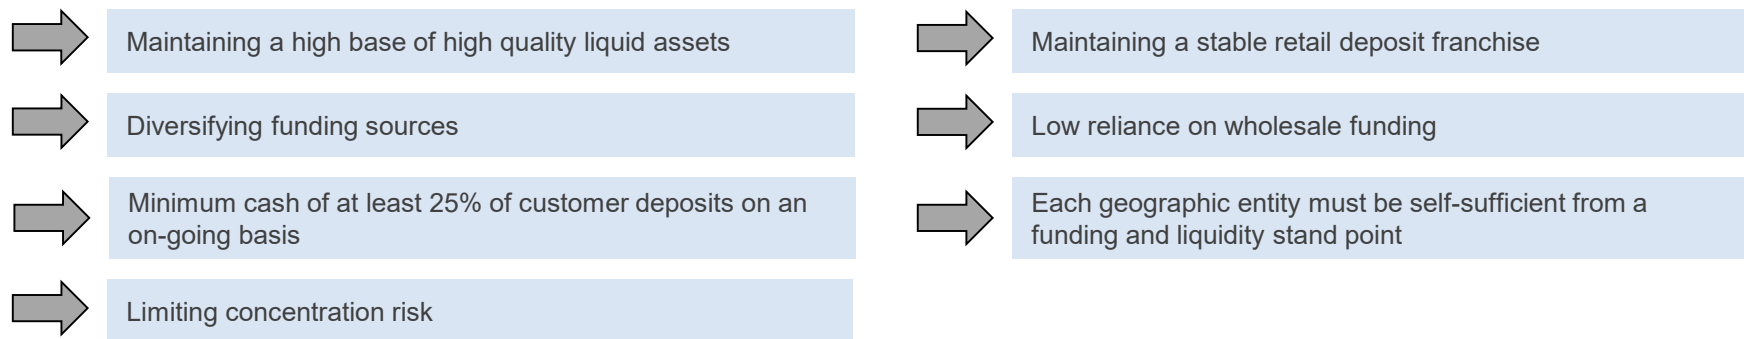 Maintaining a high base of high quality liquid assets
Diversifying funding sources
Minimum cash of at least 25% of customer deposits on an
on-going basis
Limiting concentration risk
Maintaining a stable retail deposit franchise
Low reliance on wholesale funding
Each geographic entity must be self-sufficient from a
funding and liquidity stand point